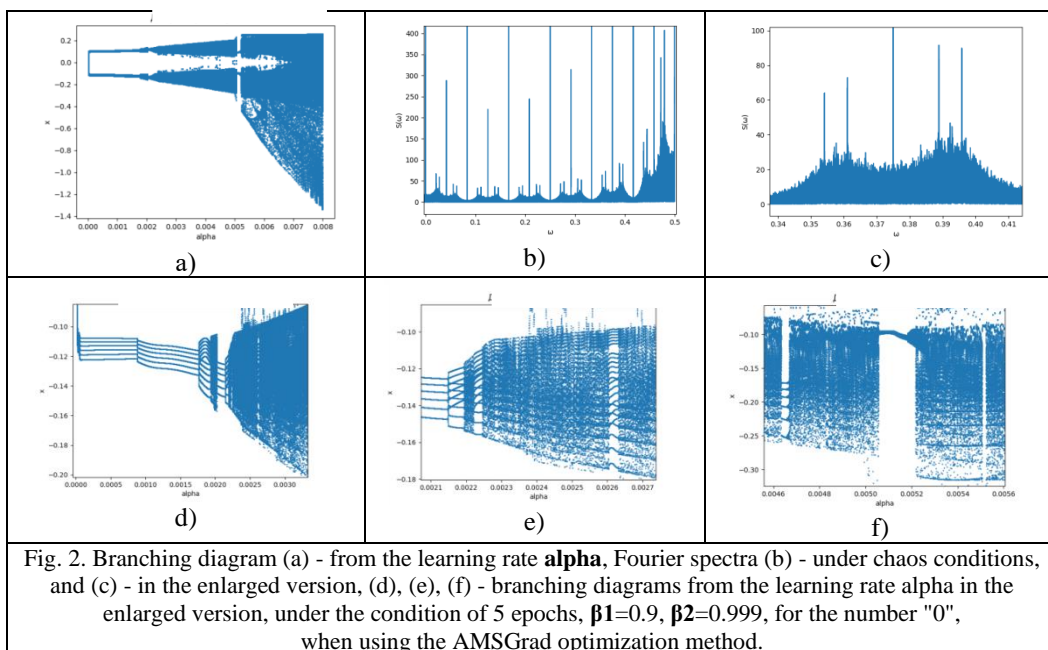 0.2
0.0
−0.2
−0.4
−0.6
−0.8
−1.0
−1.2
−1.4
x
0.000 0.001 0.002 0.003 0.004 0.005 0.006 0.007 0.008
alpha
a)
400
350
300
250
200
150
100
50
0
S(ω)
0.0 0.1 0.2 0.3 0.4 0.5
ω
b)
100
80
60
40
20
0
S(ω)
0.34 0.35 0.36 0.37 0.38 0.39 0.40 0.41
ω
c)
−0.10
−0.12
−0.14
−0.16
−0.18
−0.20
x
0.0000 0.0005 0.0010 0.0015 0.0020 0.0025 0.0030
alpha
d)
−0.10
−0.12
−0.14
−0.16
−0.18
x
0.0021 0.0022 0.0023 0.0024 0.0025 0.0026 0.0027
alpha
e)
−0.10
−0.15
−0.20
−0.25
−0.30
x
0.0046 0.0048 0.0050 0.0052 0.0054 0.0056
alpha
f)
Fig. 2. Branching diagram (a) - from the learning rate alpha, Fourier spectra (b) - under chaos conditions,
and (c) - in the enlarged version, (d), (e), (f) - branching diagrams from the learning rate alpha in the
enlarged version, under the condition of 5 epochs, β1=0.9, β2=0.999, for the number "0",
when using the AMSGrad optimization method.